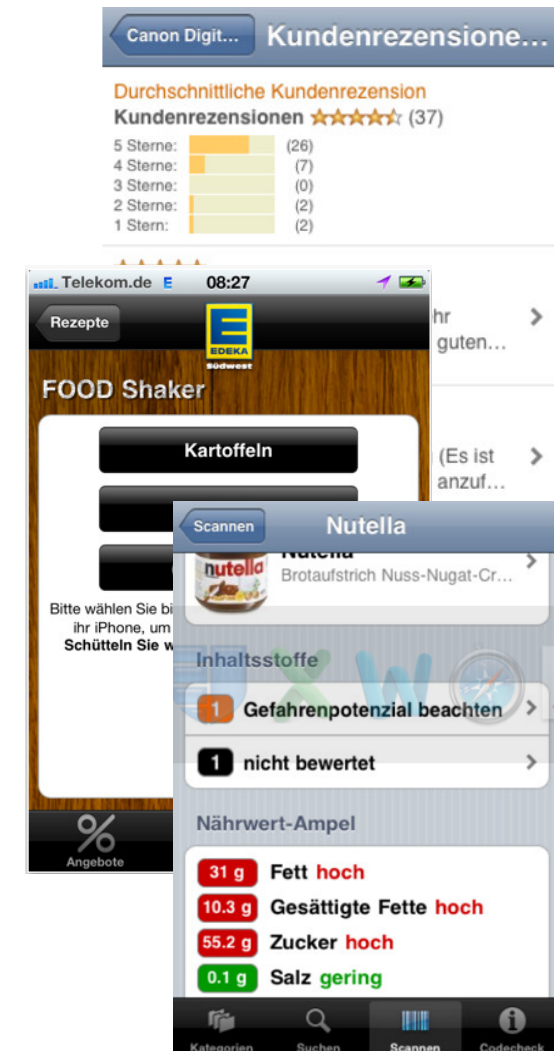 Canon Digit...
Kundenrezensione...
Durchschnittliche Kundenrezension
Kundenrezensionen (37)
5 Sterne: (26)
4 Sterne: (7)
3 Sterne: (0)
2 Sterne: (2)
1 Stern: (2)
hr
guten...
(Es ist
anzuf...
Telekom.de E 08:27
Rezepte
E
EDEKA
Südwest
FOOD Shaker
Kartoffeln
Bitte wählen Sie bi
ihr iPhone, um
Schütteln Sie w
Angebote
Scannen
Nutella
nutella
Nutella
Brotaufstrich Nuss-Nugat-Cr...
Inhaltsstoffe
1 Gefahrenpotenzial beachten
1 nicht bewertet
Nährwert-Ampel
31 g Fett hoch
10.3 g Gesättigte Fette hoch
55.2 g Zucker hoch
0.1 g Salz gering
Kategorien
Suchen
Scannen
Codecheck